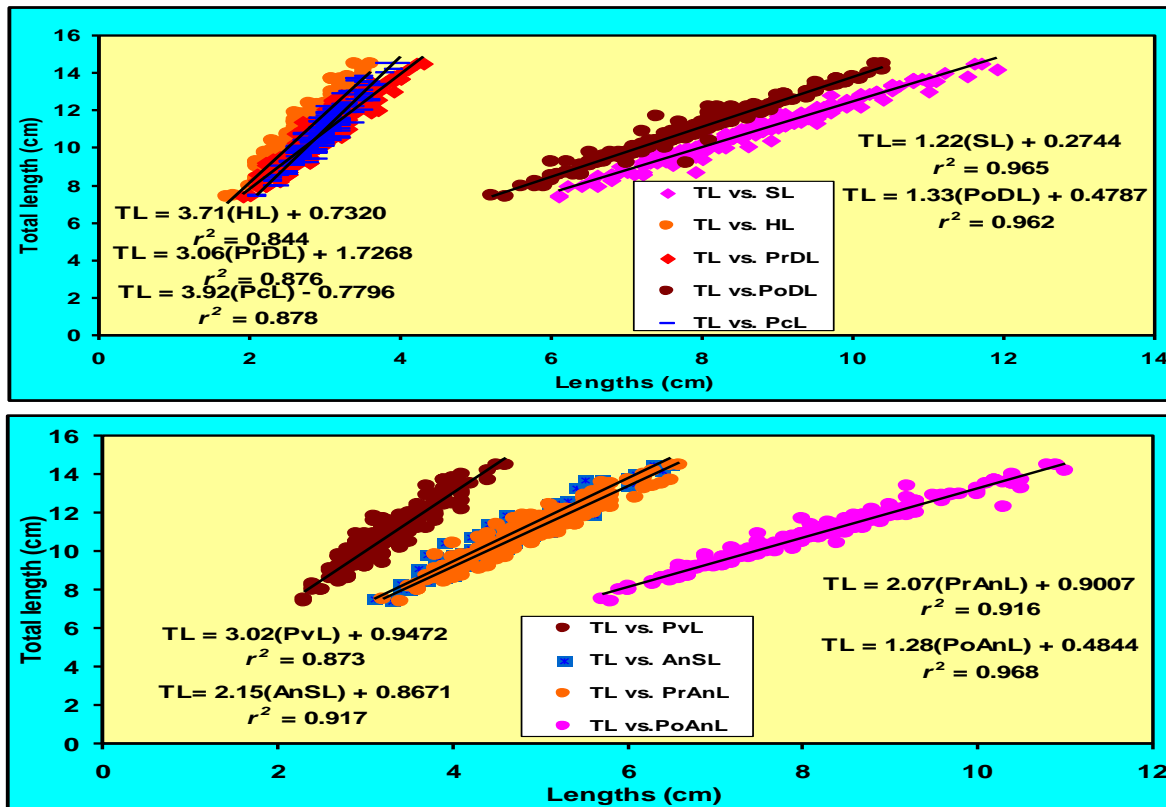 16
14
12
10
8
6
4
2
0
Total length (cm)
TL = 3.71(HL) + 0.7320
r² = 0.844
TL = 3.06(PrDL) + 1.7268
r² = 0.876
TL = 3.92(PcL) - 0.7796
r² = 0.878
TL vs. SL
TL vs. HL
TL vs. PrDL
TL vs.PoDL
TL vs. PcL
TL= 1.22(SL) + 0.2744
r² = 0.965
TL = 1.33(PoDL) + 0.4787
r² = 0.962
0 2 4 6 8 10 12 14
Lengths (cm)
16
14
12
10
8
6
4
2
0
Total length (cm)
TL = 3.02(PvL) + 0.9472
r² = 0.873
TL= 2.15(AnSL) + 0.8671
r² = 0.917
TL vs. PvL
TL vs. AnSL
TL vs. PrAnL
TL vs.PoAnL
TL = 2.07(PrAnL) + 0.9007
r² = 0.916
TL = 1.28(PoAnL) + 0.4844
r² = 0.968
0 2 4 6 8 10 12
Lengths (cm)